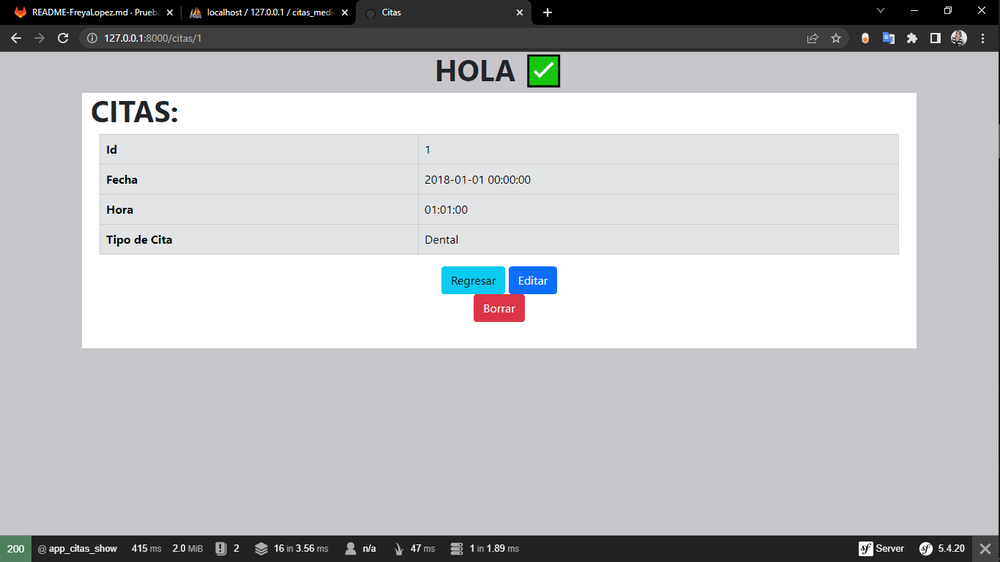 README-FreyaLopez.md · Prueba
localhost / 127.0.0.1 / citas_medic
Citas
127.0.0.1:8000/citas/1
HOLA ✅
CITAS:
Id 1
Fecha 2018-01-01 00:00:00
Hora 01:01:00
Tipo de Cita Dental
Regresar Editar
Borrar
200 @ app_citas_show 415 ms 2.0 MiB 2 16 in 3.56 ms n/a 47 ms 1 in 1.89 ms sf Server sf 5.4.20